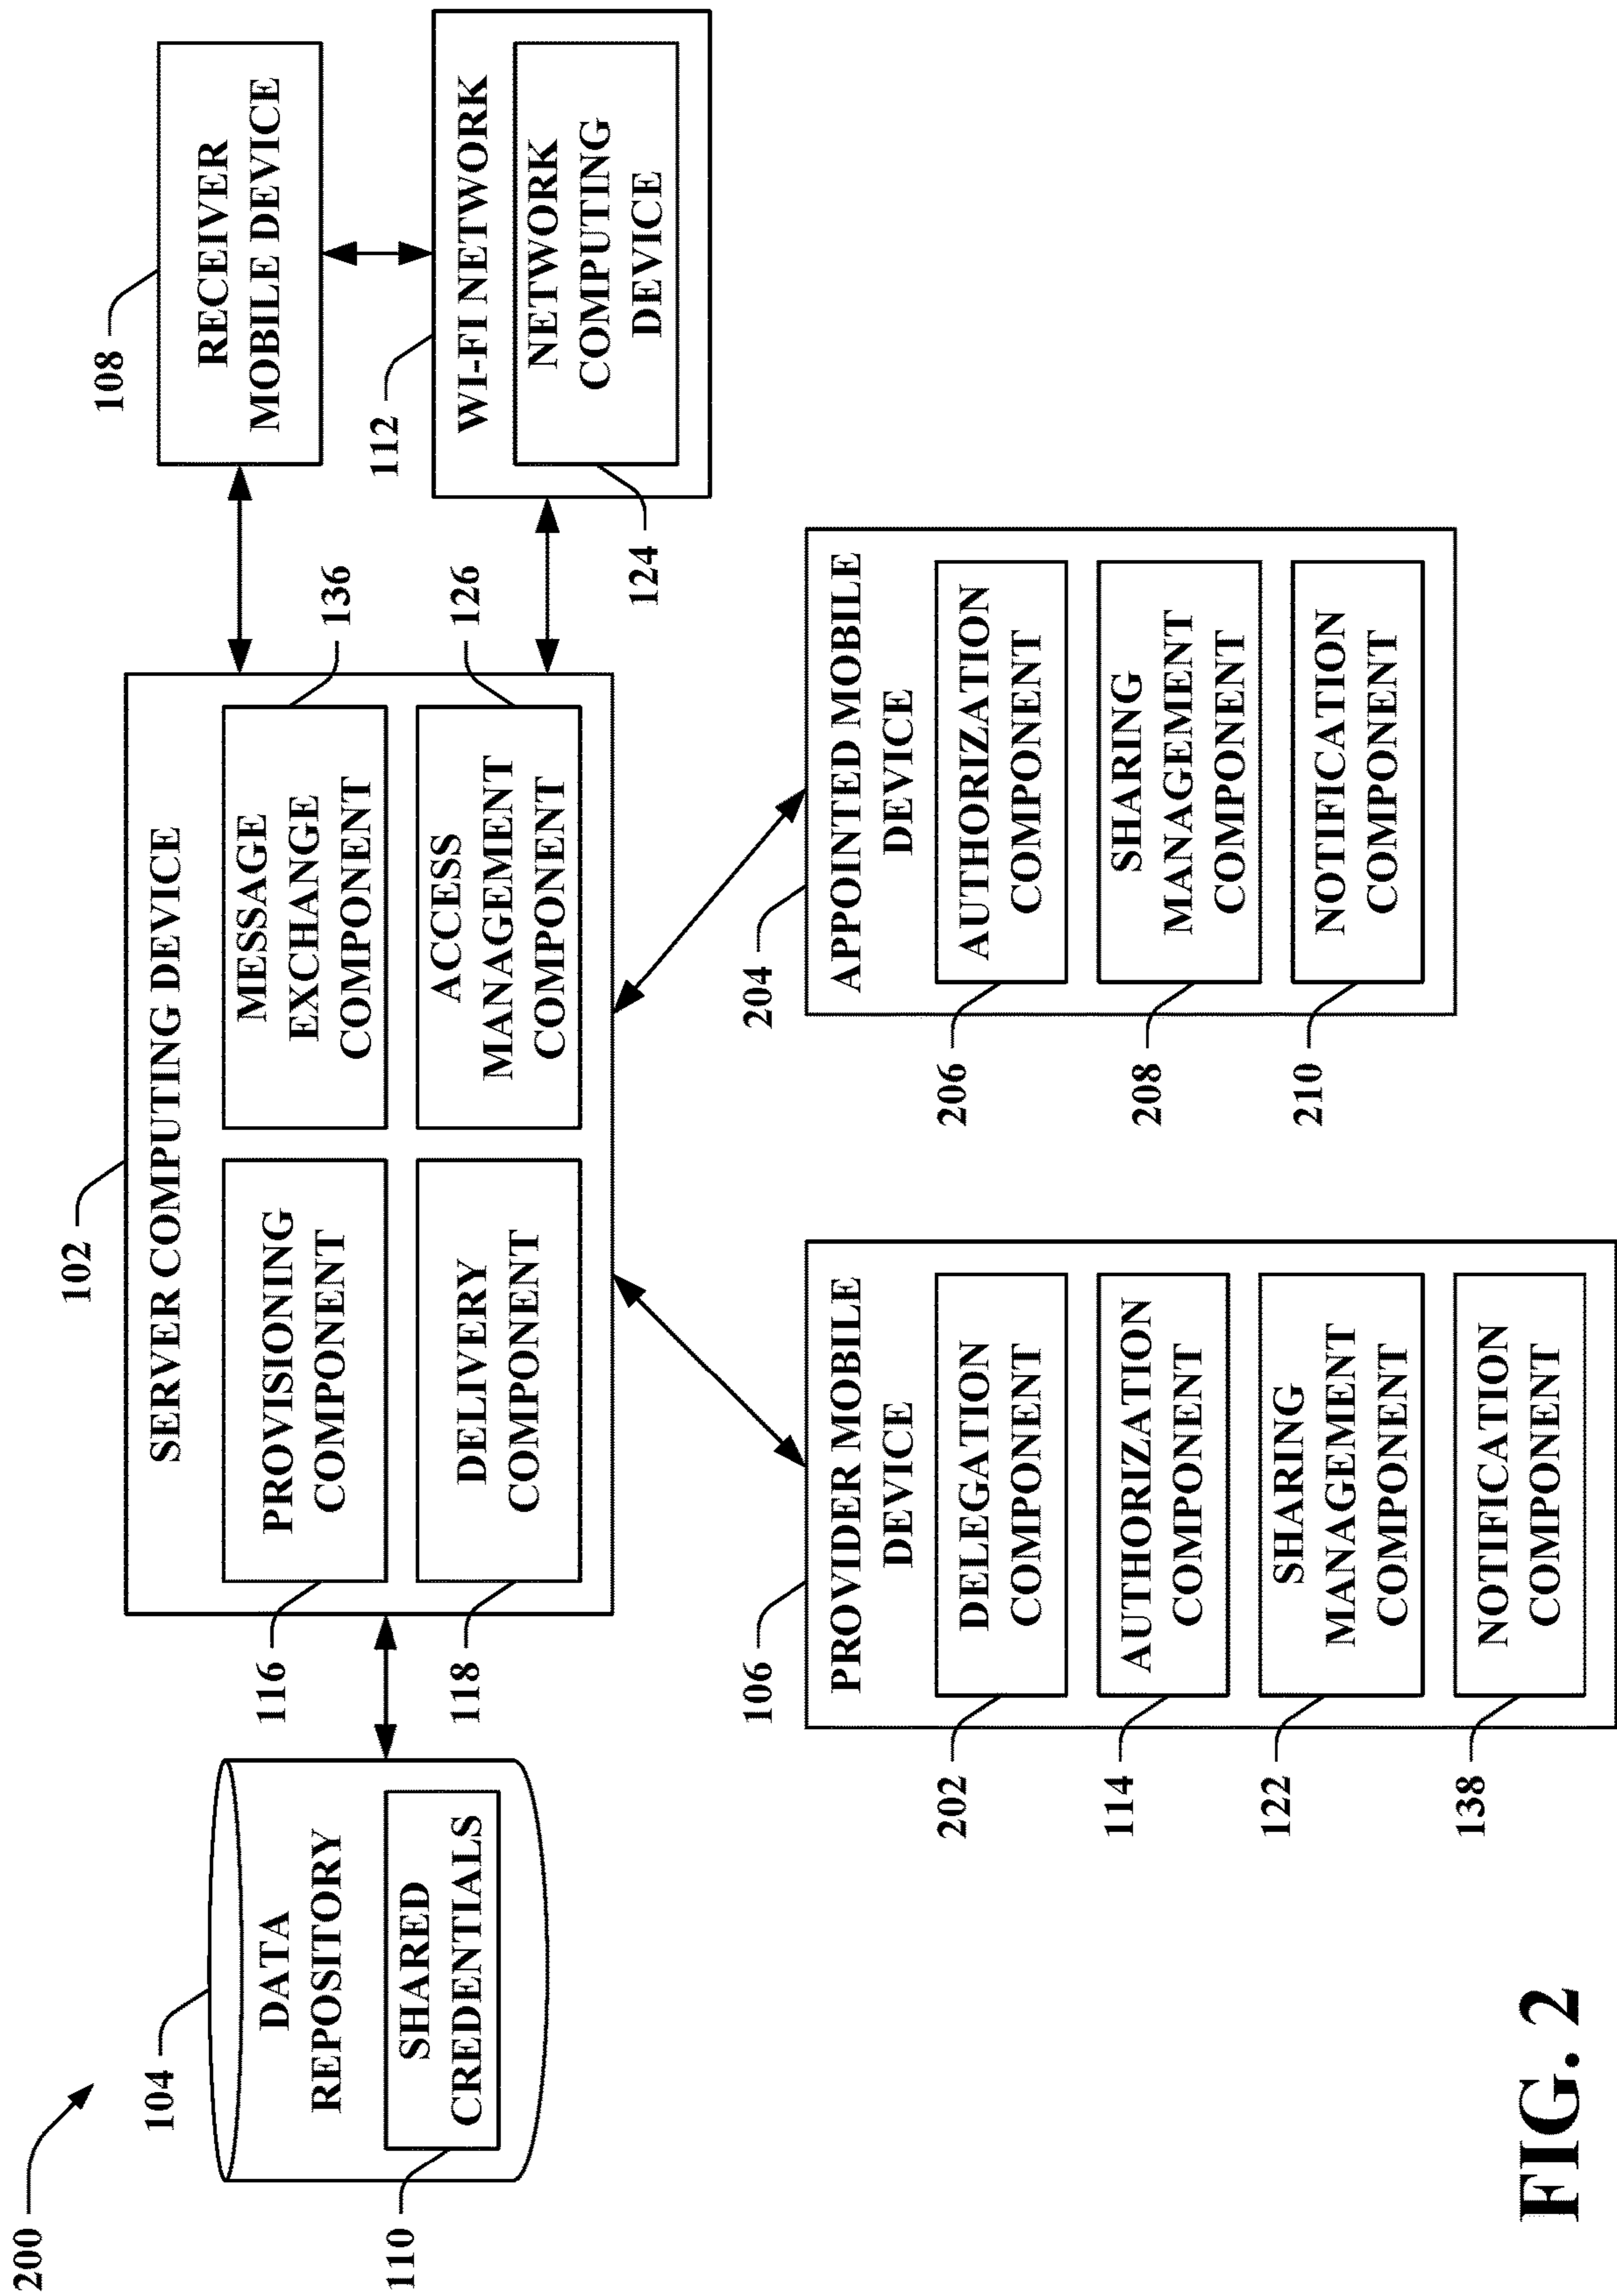 200
104
DATA
REPOSITORY
SHARED
CREDENTIALS
110
102
SERVER COMPUTING DEVICE
PROVISIONING
COMPONENT
116
MESSAGE
EXCHANGE
COMPONENT
136
DELIVERY
COMPONENT
118
ACCESS
MANAGEMENT
COMPONENT
126
108
RECEIVER
MOBILE DEVICE
112
WI-FI NETWORK
NETWORK
COMPUTING
DEVICE
124
106
PROVIDER MOBILE
DEVICE
202
DELEGATION
COMPONENT
114
AUTHORIZATION
COMPONENT
122
SHARING
MANAGEMENT
COMPONENT
138
NOTIFICATION
COMPONENT
204
APPOINTED MOBILE
DEVICE
206
AUTHORIZATION
COMPONENT
208
SHARING
MANAGEMENT
COMPONENT
210
NOTIFICATION
COMPONENT
FIG. 2